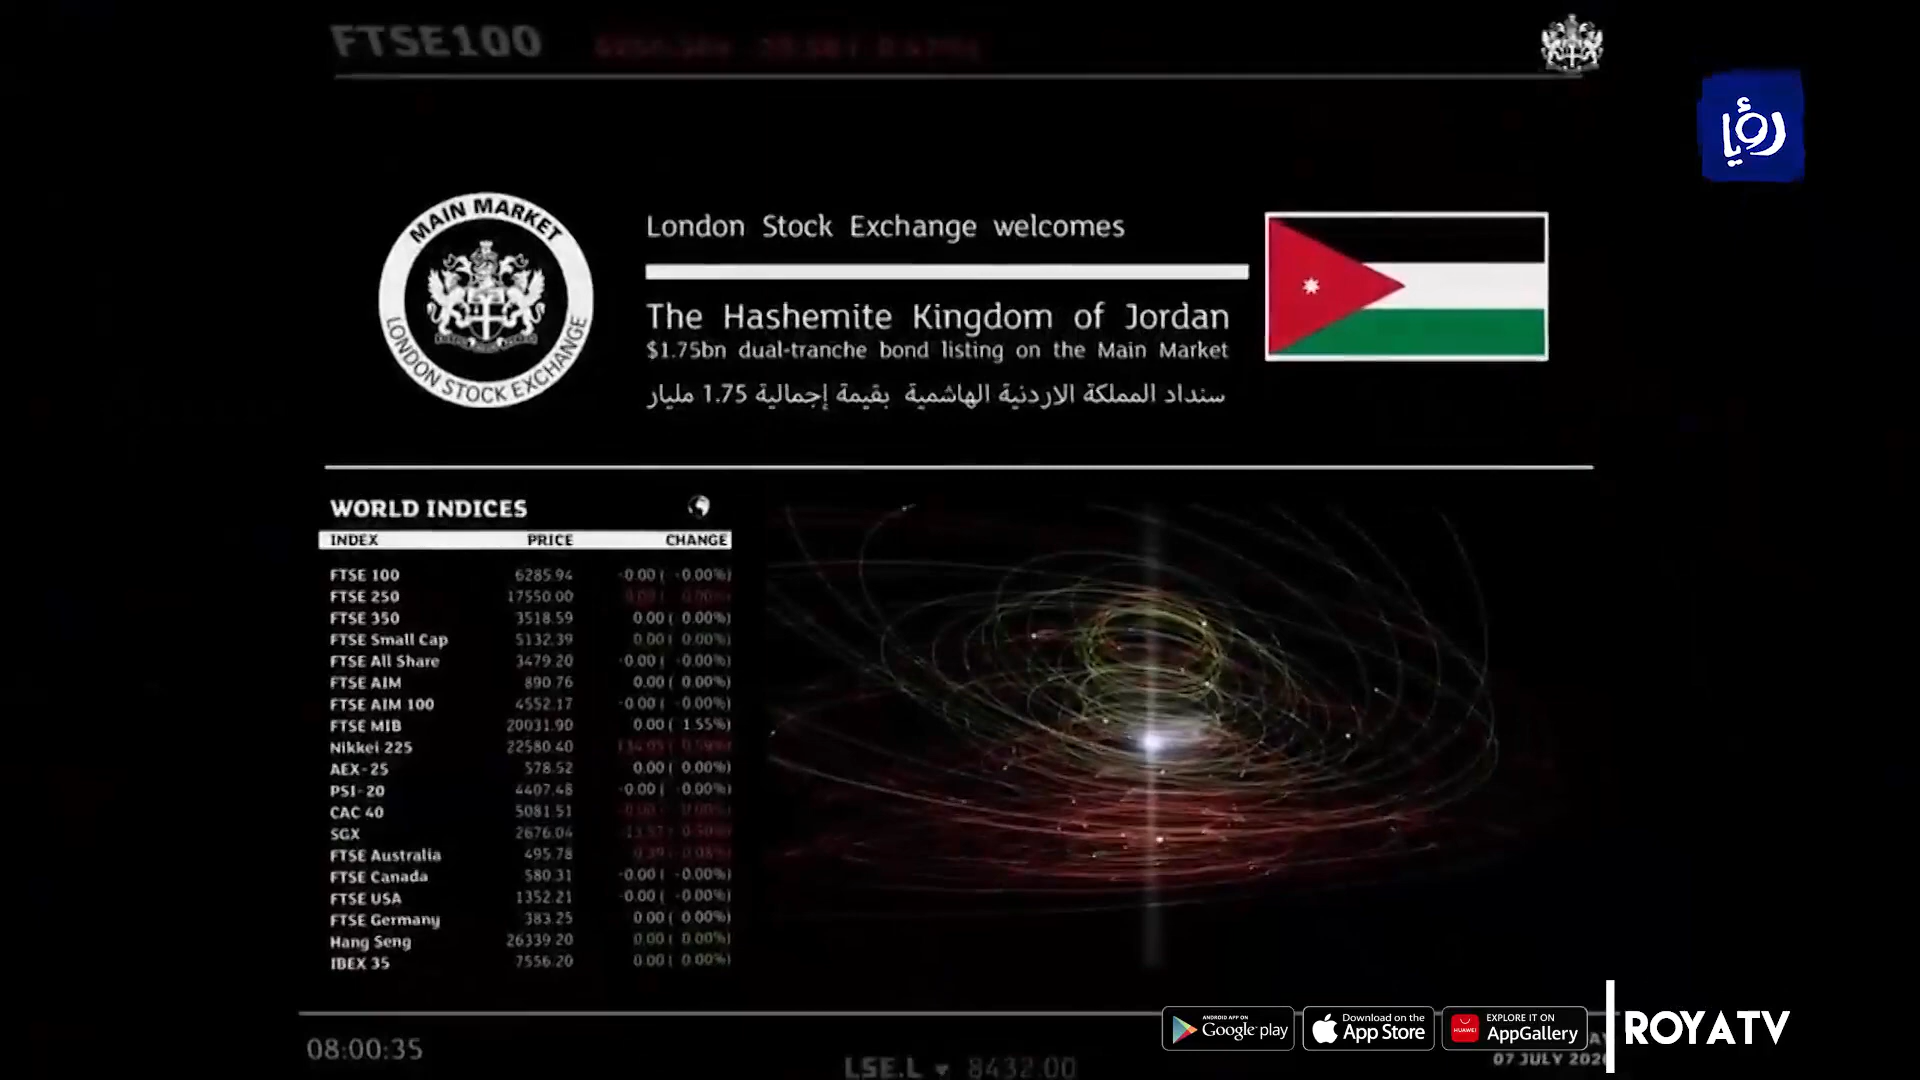 FTSE100
رؤيا
MAIN MARKET
LONDON STOCK EXCHANGE
London Stock Exchange welcomes
The Hashemite Kingdom of Jordan
$1.75bn dual-tranche bond listing on the Main Market
سنداد المملكة الاردنية الهاشمية بقيمة إجمالية 1.75 مليار
WORLD INDICES
INDEX PRICE CHANGE
FTSE 100 6285.94 -0.00 ( -0.00%)
FTSE 250 17550.00
FTSE 350 3518.59 0.00 ( 0.00%)
FTSE Small Cap 5132.39 0.00 ( 0.00%)
FTSE All Share 3479.20 -0.00 ( -0.00%)
FTSE AIM 890.76 0.00 ( 0.00%)
FTSE AIM 100 4552.17 -0.00 ( -0.00%)
FTSE MIB 20031.90 0.00 ( 1.55%)
Nikkei 225 22580.40
AEX-25 578.52 0.00 ( 0.00%)
PSI-20 4407.48 -0.00 ( -0.00%)
CAC 40 5081.51
SGX 2676.04
FTSE Australia 495.78
FTSE Canada 580.31 -0.00 ( -0.00%)
FTSE USA 1352.21 -0.00 ( -0.00%)
FTSE Germany 383.25 0.00 ( 0.00%)
Hang Seng 26339.20 0.00 ( 0.00%)
IBEX 35 7556.20 0.00 ( 0.00%)
08:00:35
LSE.L ▼ 8432.00
ANDROID APP ON
Google play
Download on the
App Store
HUAWEI
EXPLORE IT ON
AppGallery
ROYATV
07 JULY 202